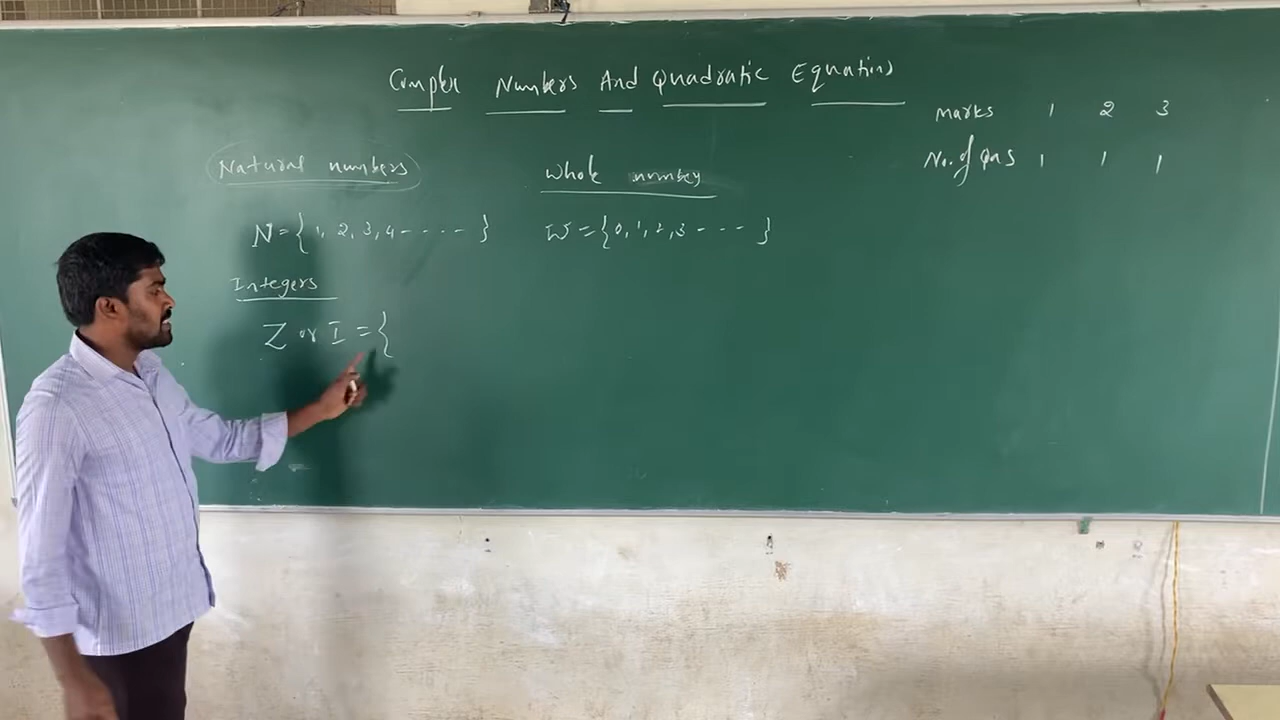 Complex Numbers And Quadratic Equations
marks 1 2 3
No. of Qns 1 1 1
Natural numbers
Whole number
N = { 1, 2, 3, 4 - - - - - }
W = { 0, 1, 2, 3 - - - }
Integers
Z or I = {